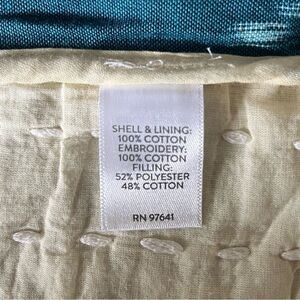 SHELL & LINING:
100% COTTON
EMBROIDERY:
100% COTTON
FILLING:
52% POLYESTER
48% COTTON
RN 97641